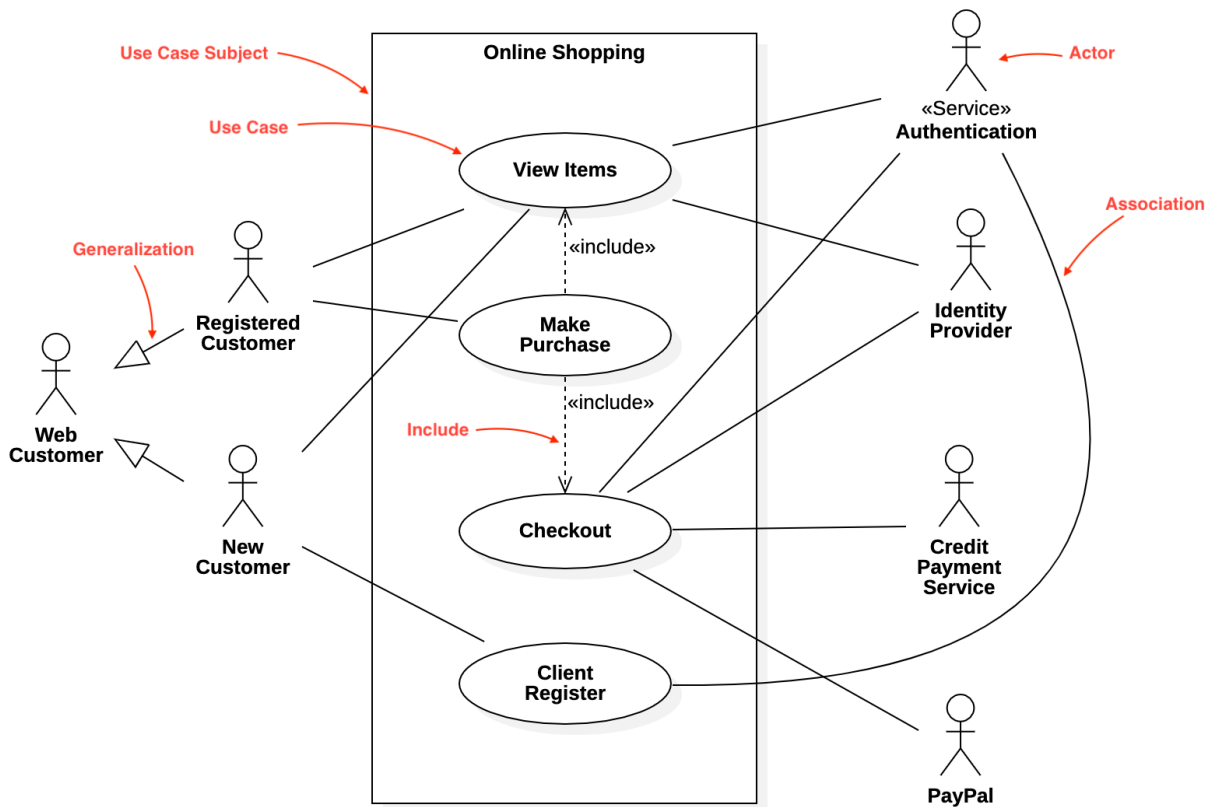 Online Shopping
Use Case Subject
Actor
«Service»
Authentication
Use Case
View Items
Association
Generalization
«include»
Registered
Customer
Make
Purchase
Identity
Provider
«include»
Include
Web
Customer
Checkout
New
Customer
Credit
Payment
Service
Client
Register
PayPal